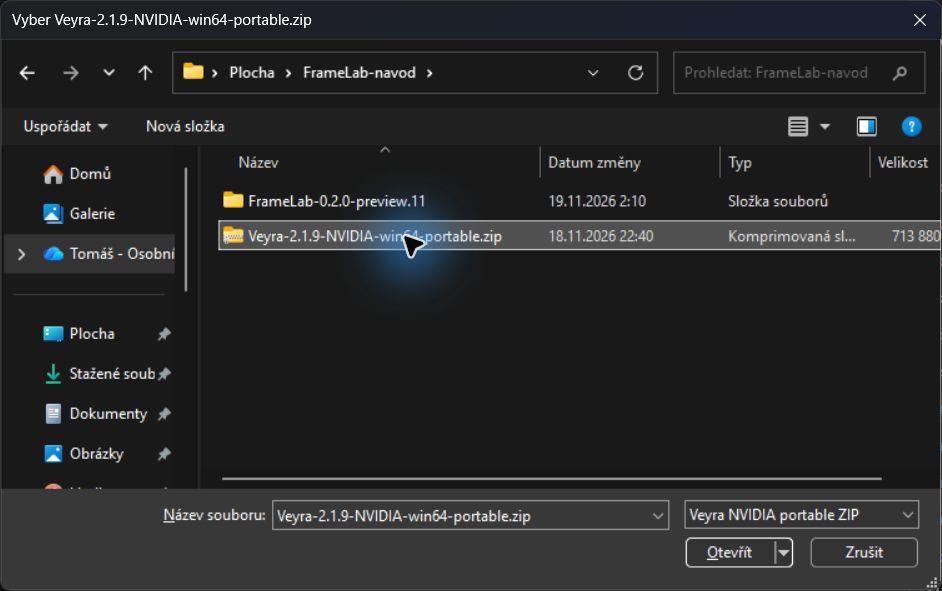 Vyber Veyra-2.1.9-NVIDIA-win64-portable.zip
Plocha FrameLab-navod
Prohledat: FrameLab-navod
Uspořádat Nová složka
Název Datum změny Typ Velikost
Domů
Galerie
Tomáš - Osobní
Plocha
Stažené soub
Dokumenty
Obrázky
FrameLab-0.2.0-preview.11 19.11.2026 2:10 Složka souborů
Veyra-2.1.9-NVIDIA-win64-portable.zip 18.11.2026 22:40 Komprimovaná sl... 713 880
Název souboru: Veyra-2.1.9-NVIDIA-win64-portable.zip Veyra NVIDIA portable ZIP
Otevřít Zrušit